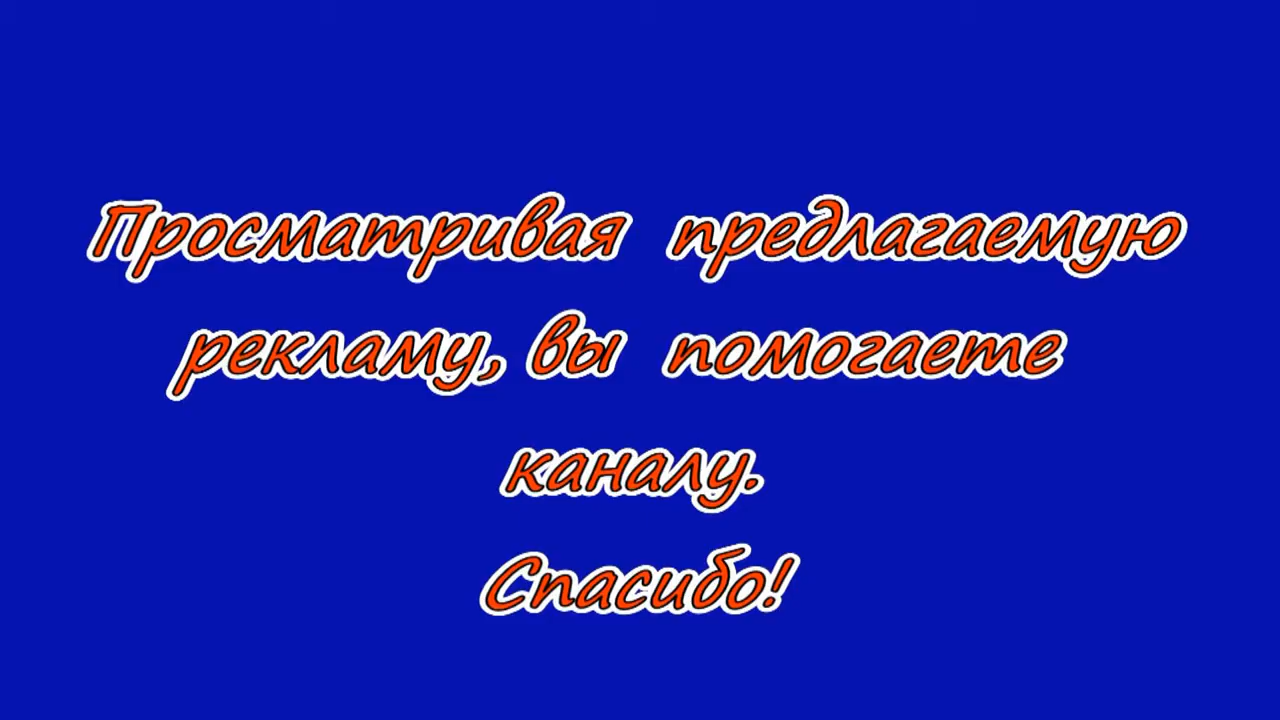 Просматривая предлагаемую
рекламу, вы помогаете
каналу.
Спасибо!